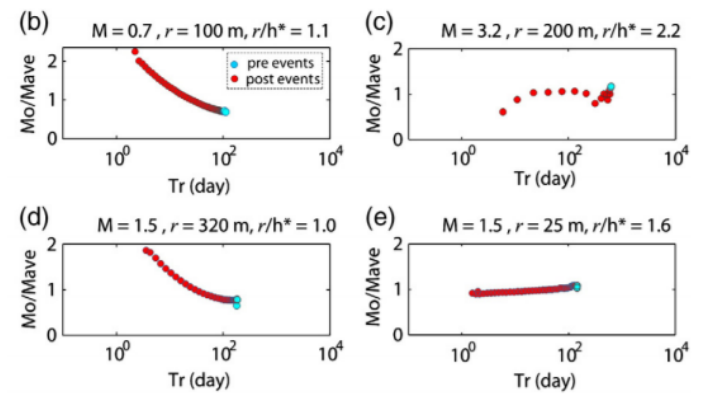 (b) M = 0.7 , r = 100 m, r/h* = 1.1
Mo/Mave
2
1
0
pre events
post events
10^0 10^2 10^4
Tr (day)
(c) M = 3.2 , r = 200 m, r/h* = 2.2
Mo/Mave
2
1
0
10^0 10^2 10^4
Tr (day)
(d) M = 1.5 , r = 320 m, r/h* = 1.0
Mo/Mave
2
1
0
10^0 10^2 10^4
Tr (day)
(e) M = 1.5 , r = 25 m, r/h* = 1.6
Mo/Mave
2
1
0
10^0 10^2 10^4
Tr (day)